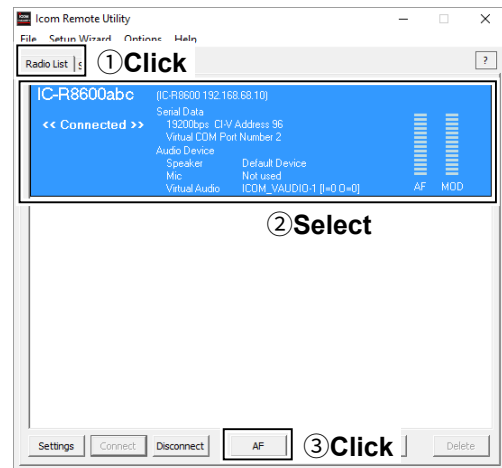 Icom Remote Utility
File Setup Wizard Options Help
Radio List
①Click
?
IC-R8600abc (IC-R8600 192.168.68.10)
<< Connected >>
Serial Data
19200bps CI-V Address 96
Virtual COM Port Number 2
Audio Device
Speaker Default Device
Mic Not used
Virtual Audio ICOM_VAUDIO-1 [I=0 O=0]
AF MOD
②Select
Settings Connect Disconnect AF ③Click Delete